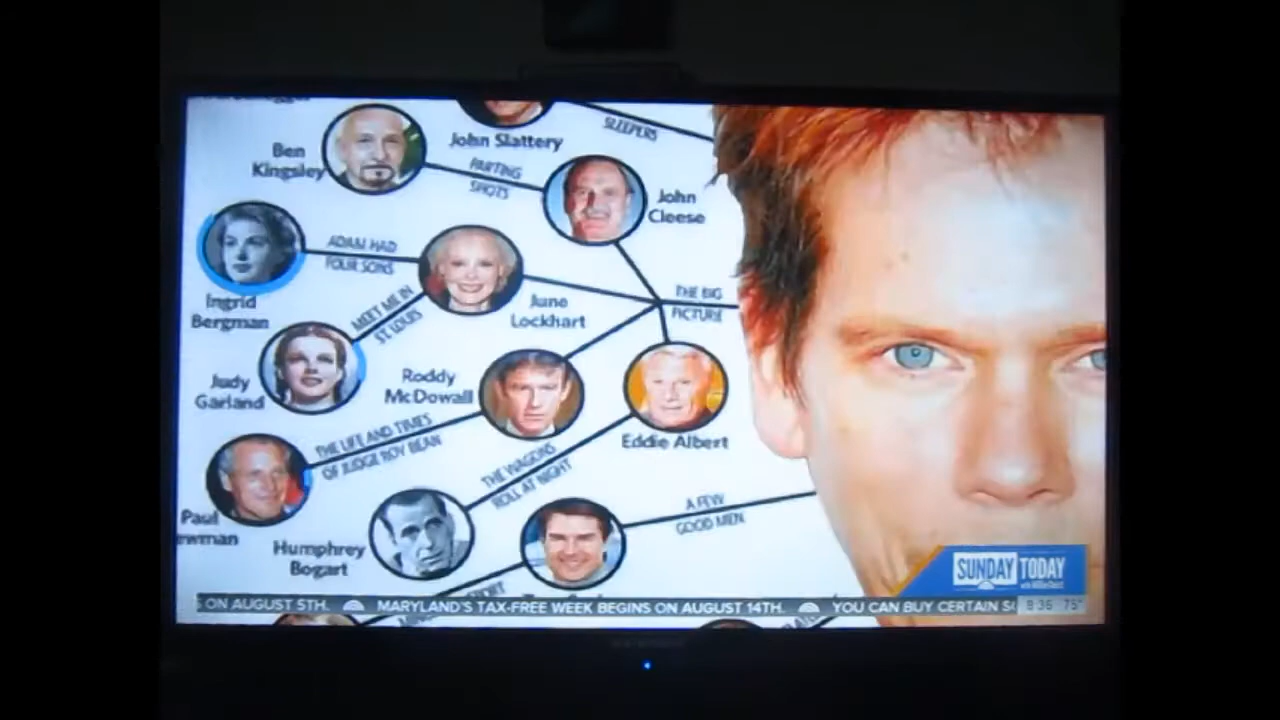 John Slattery
SLEEPERS
Ben
Kingsley
PARTING
SHOTS
John
Cleese
ADAM HAD
FOUR SONS
Ingrid
Bergman
MEET ME IN
ST LOUIS
June
Lockhart
THE BIG
PICTURE
Judy
Garland
Roddy
McDowall
Eddie Albert
THE LIFE AND TIMES
OF JUDGE ROY BEAN
THE WAGONS
ROLL AT NIGHT
Paul
ewman
Humphrey
Bogart
A FEW
GOOD MEN
SUNDAY TODAY
S ON AUGUST 5TH. MARYLAND'S TAX-FREE WEEK BEGINS ON AUGUST 14TH. YOU CAN BUY CERTAIN 8:36 75°